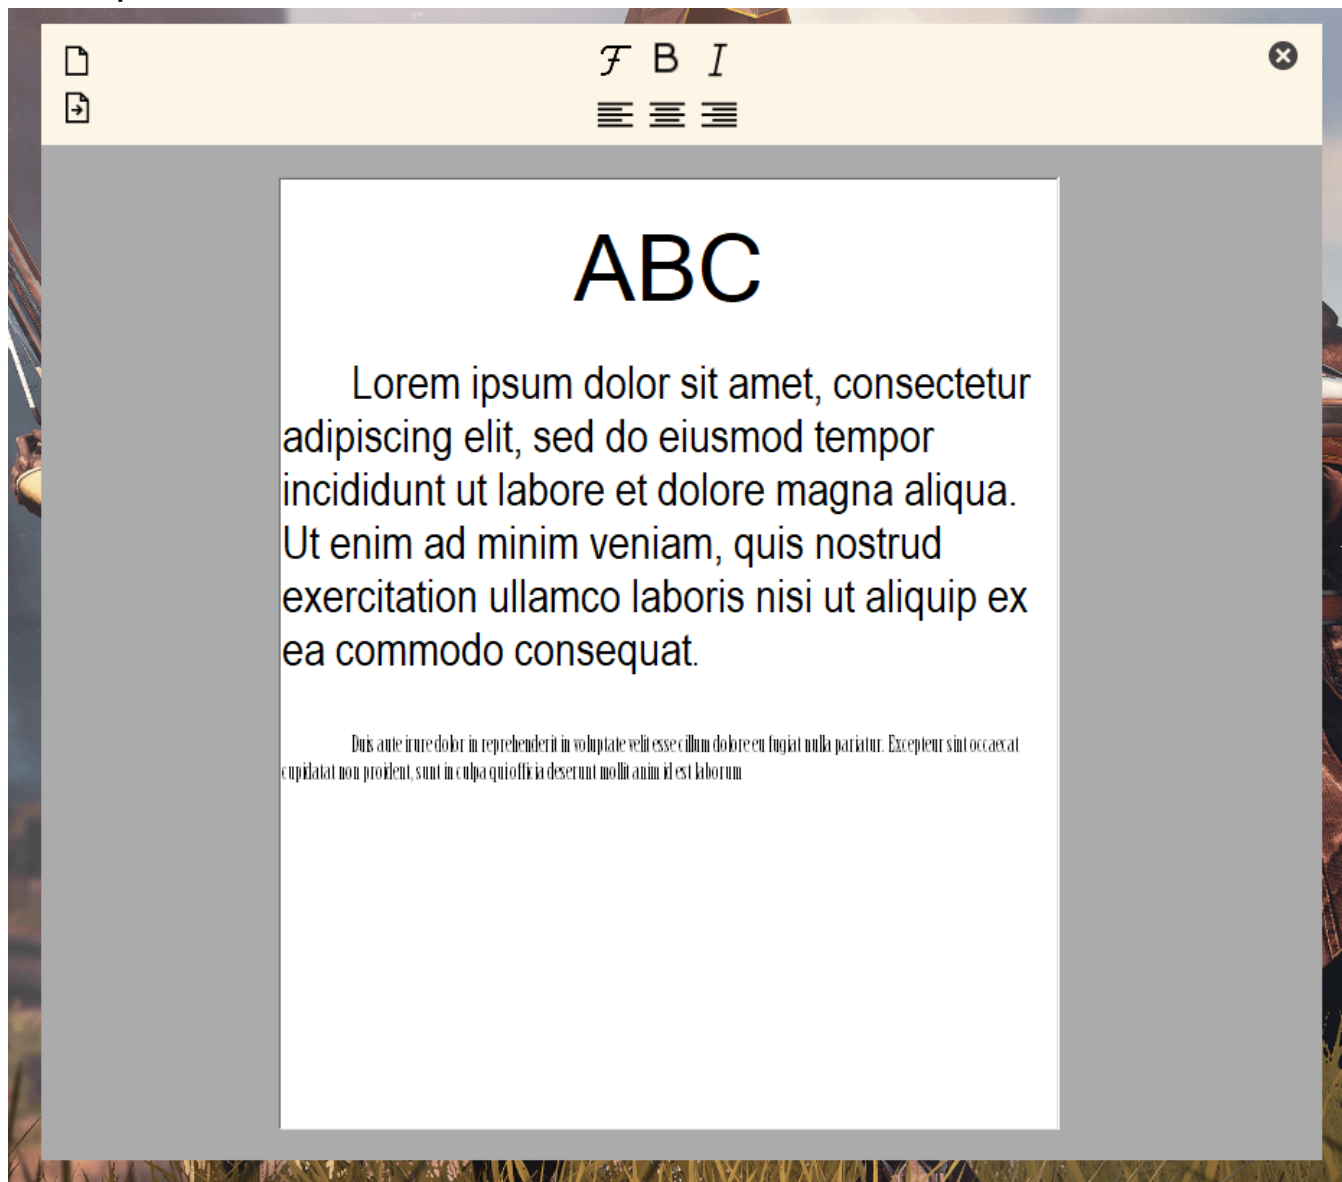 F B I
ABC
Lorem ipsum dolor sit amet, consectetur
adipiscing elit, sed do eiusmod tempor
incididunt ut labore et dolore magna aliqua.
Ut enim ad minim veniam, quis nostrud
exercitation ullamco laboris nisi ut aliquip ex
ea commodo consequat.
Duis aute irure dolor in reprehenderit in voluptate velit esse cillum dolore eu fugiat nulla pariatur. Excepteur sint occaecat
cupidatat non proident, sunt in culpa qui officia deserunt mollit anim id est laborum